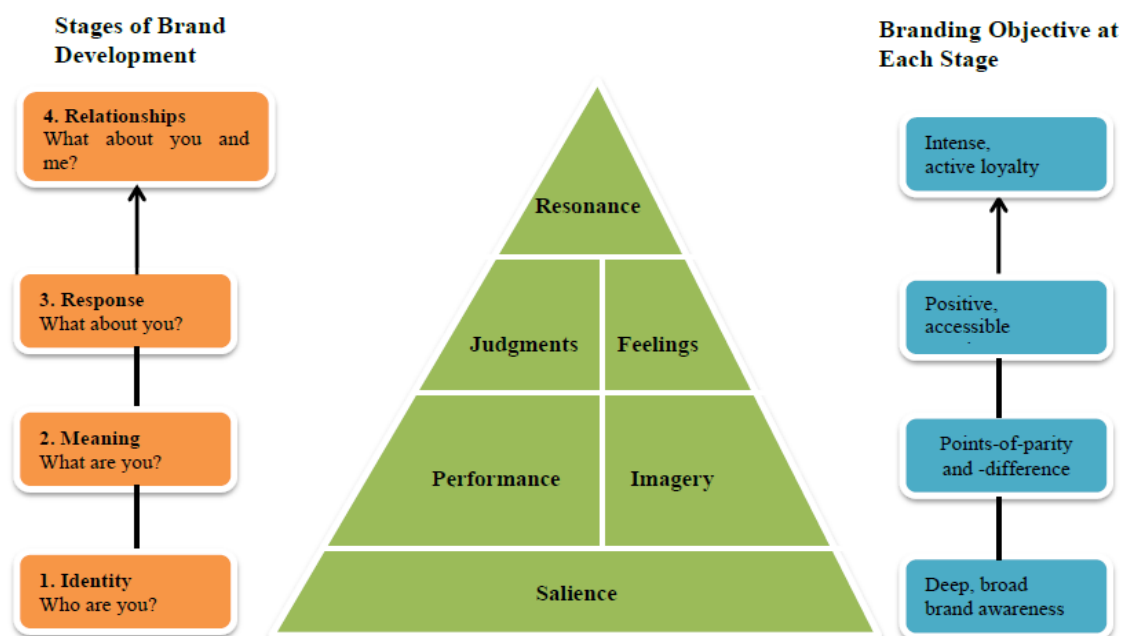 Stages of Brand
Development
4. Relationships
What about you and
me?
3. Response
What about you?
2. Meaning
What are you?
1. Identity
Who are you?
Resonance
Judgments
Feelings
Performance
Imagery
Salience
Branding Objective at
Each Stage
Intense,
active loyalty
Positive,
accessible
Points-of-parity
and -difference
Deep, broad
brand awareness